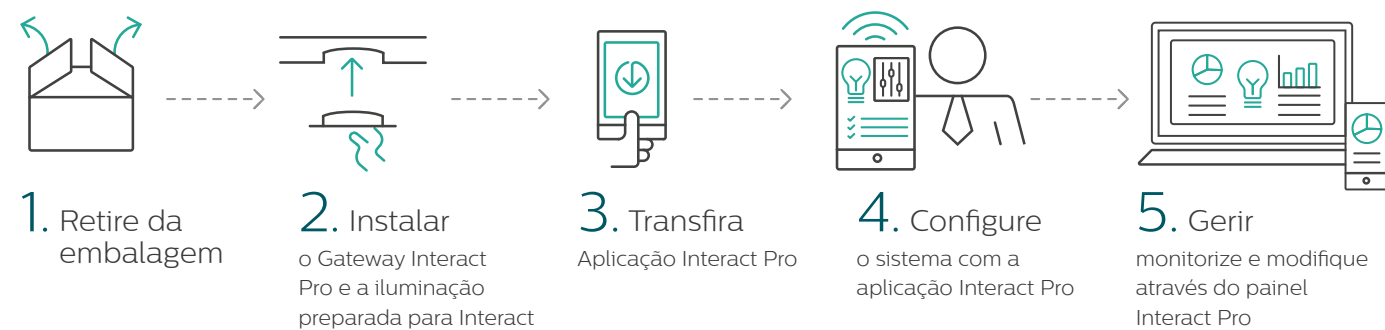 1. Retire da
embalagem
2. Instalar
o Gateway Interact
Pro e a iluminação
preparada para Interact
3. Transfira
Aplicação Interact Pro
4. Configure
o sistema com a
aplicação Interact Pro
5. Gerir
monitorize e modifique
através do painel
Interact Pro